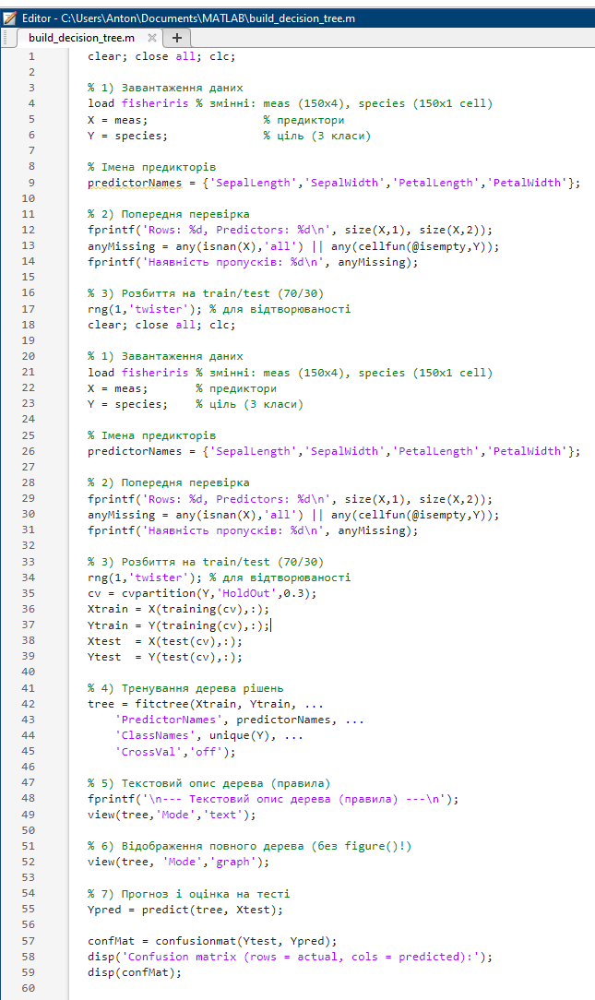 Editor - C:\Users\Anton\Documents\MATLAB\build_decision_tree.m
build_decision_tree.m
1 clear; close all; clc;
2
3 % 1) Завантаження даних
4 load fisheriris % змінні: meas (150x4), species (150x1 cell)
5 X = meas; % предиктори
6 Y = species; % ціль (3 класи)
7
8 % Імена предикторів
9 predictorNames = {'SepalLength','SepalWidth','PetalLength','PetalWidth'};
10
11 % 2) Попередня перевірка
12 fprintf('Rows: %d, Predictors: %d\n', size(X,1), size(X,2));
13 anyMissing = any(isnan(X),'all') || any(cellfun(@isempty,Y));
14 fprintf('Наявність пропусків: %d\n', anyMissing);
15
16 % 3) Розбиття на train/test (70/30)
17 rng(1,'twister'); % для відтворюваності
18 clear; close all; clc;
19
20 % 1) Завантаження даних
21 load fisheriris % змінні: meas (150x4), species (150x1 cell)
22 X = meas; % предиктори
23 Y = species; % ціль (3 класи)
24
25 % Імена предикторів
26 predictorNames = {'SepalLength','SepalWidth','PetalLength','PetalWidth'};
27
28 % 2) Попередня перевірка
29 fprintf('Rows: %d, Predictors: %d\n', size(X,1), size(X,2));
30 anyMissing = any(isnan(X),'all') || any(cellfun(@isempty,Y));
31 fprintf('Наявність пропусків: %d\n', anyMissing);
32
33 % 3) Розбиття на train/test (70/30)
34 rng(1,'twister'); % для відтворюваності
35 cv = cvpartition(Y,'HoldOut',0.3);
36 Xtrain = X(training(cv),:);
37 Ytrain = Y(training(cv),:);
38 Xtest = X(test(cv),:);
39 Ytest = Y(test(cv),:);
40
41 % 4) Тренування дерева рішень
42 tree = fitctree(Xtrain, Ytrain, ...
43 'PredictorNames', predictorNames, ...
44 'ClassNames', unique(Y), ...
45 'CrossVal','off');
46
47 % 5) Текстовий опис дерева (правила)
48 fprintf('\n--- Текстовий опис дерева (правила) ---\n');
49 view(tree,'Mode','text');
50
51 % 6) Відображення повного дерева (без figure()!)
52 view(tree, 'Mode','graph');
53
54 % 7) Прогноз і оцінка на тесті
55 Ypred = predict(tree, Xtest);
56
57 confMat = confusionmat(Ytest, Ypred);
58 disp('Confusion matrix (rows = actual, cols = predicted):');
59 disp(confMat);
60